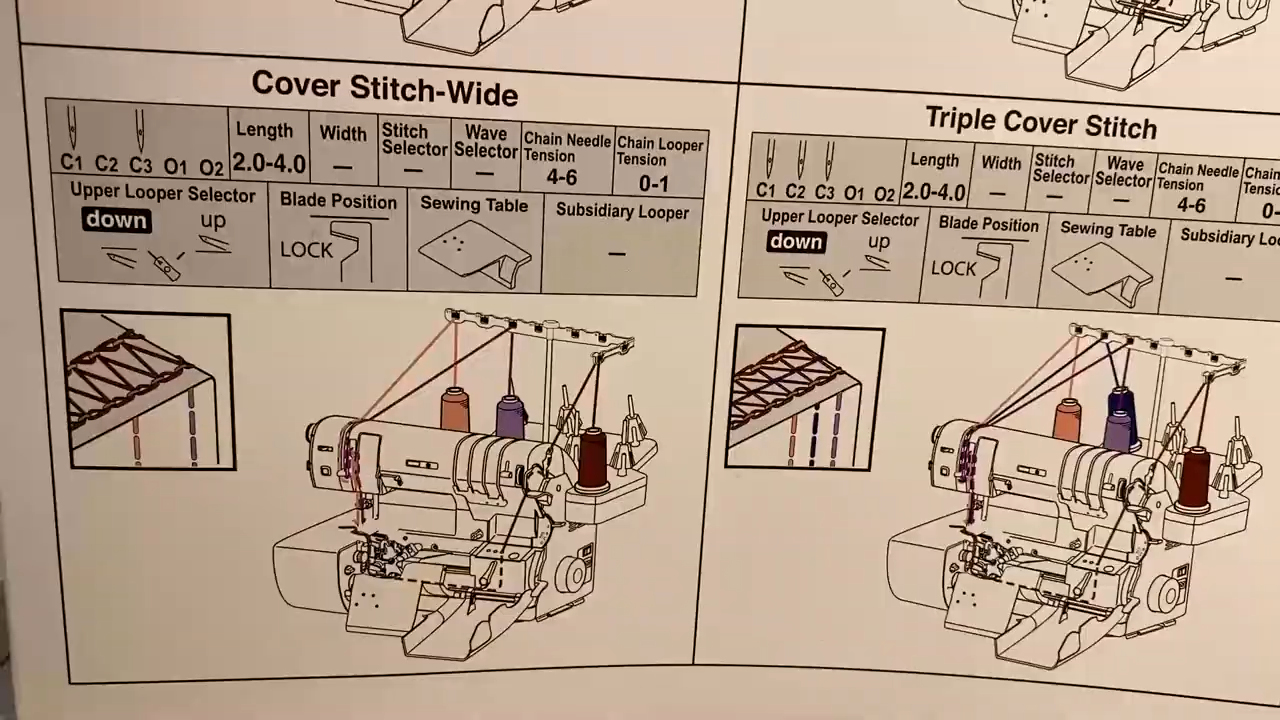 Cover Stitch-Wide
C1 C2 C3 O1 O2
Length
2.0-4.0
Width
—
Stitch
Selector
—
Wave
Selector
—
Chain Needle
Tension
4-6
Chain Looper
Tension
0-1
Upper Looper Selector
down up
Blade Position
LOCK
Sewing Table
Subsidiary Looper
—
Triple Cover Stitch
C1 C2 C3 O1 O2
Length
2.0-4.0
Width
—
Stitch
Selector
—
Wave
Selector
—
Chain Needle
Tension
4-6
Chain
Upper Looper Selector
down up
Blade Position
LOCK
Sewing Table
Subsidiary
—